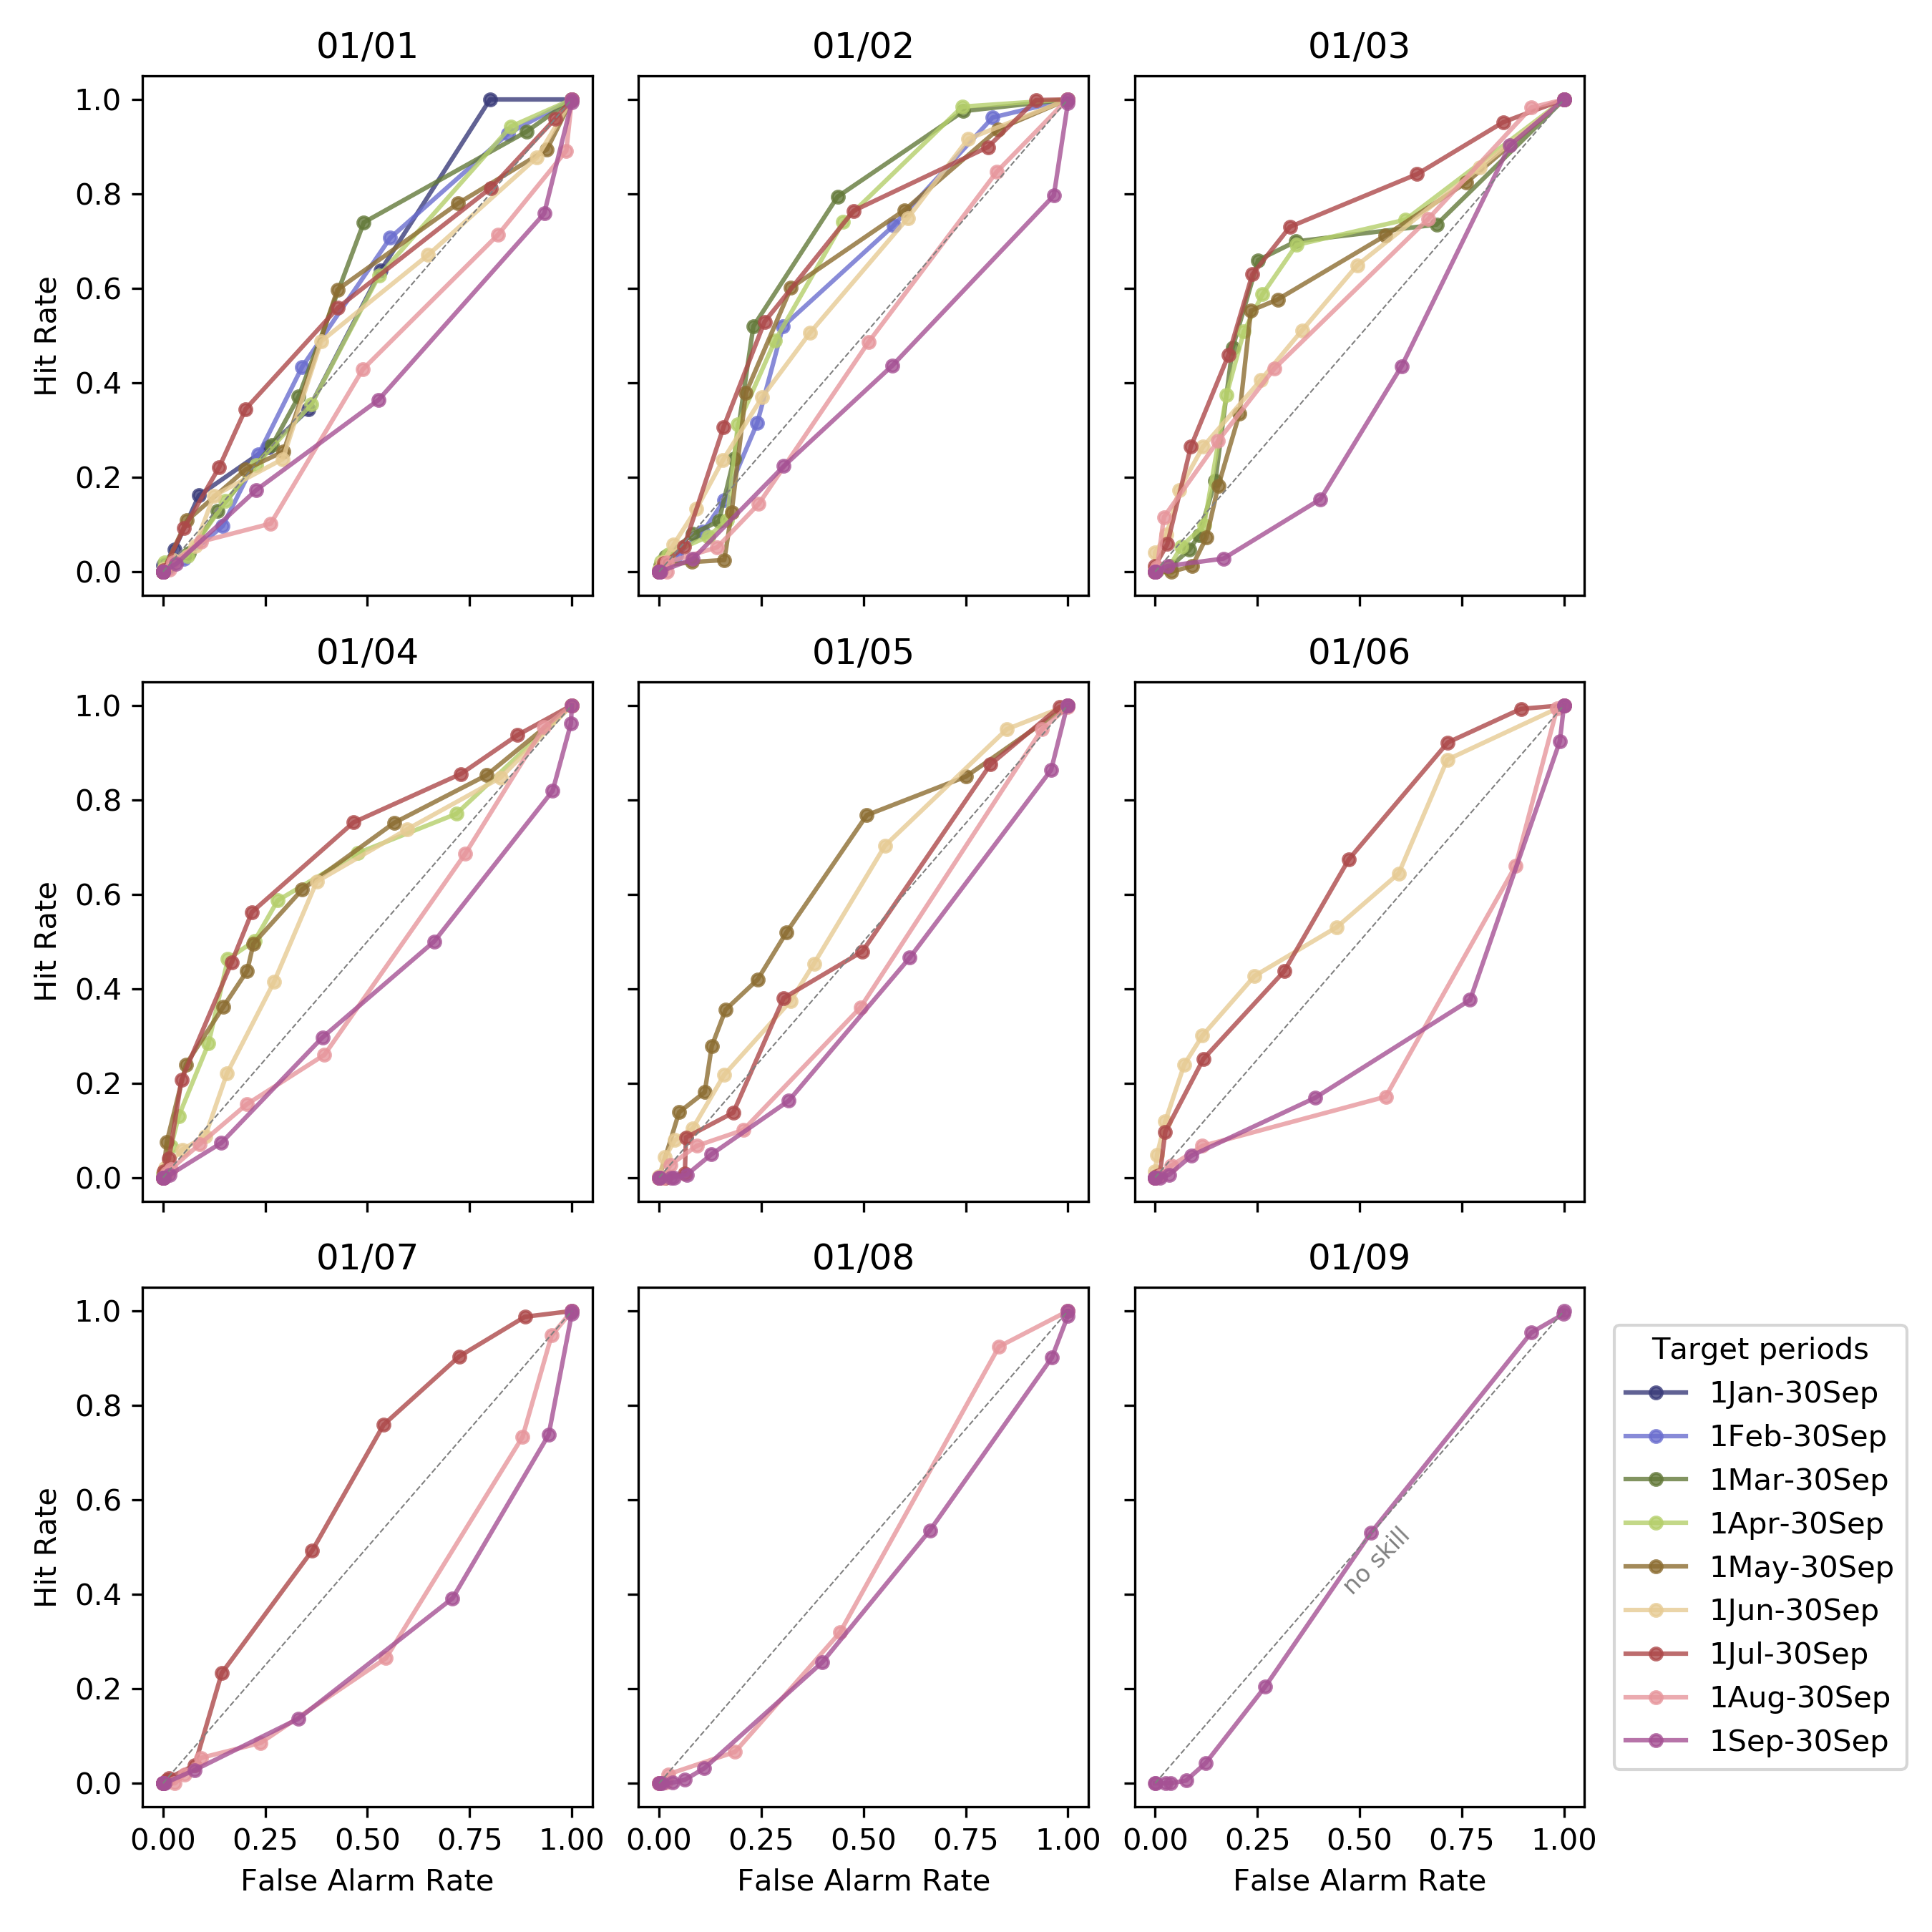 01/01 01/02 01/03
1.0
0.8
0.6
0.4
0.2
0.0
Hit Rate
01/04 01/05 01/06
1.0
0.8
0.6
0.4
0.2
0.0
Hit Rate
01/07 01/08 01/09
1.0
0.8
0.6
0.4
0.2
0.0
Hit Rate
no skill
0.00 0.25 0.50 0.75 1.00 0.00 0.25 0.50 0.75 1.00 0.00 0.25 0.50 0.75 1.00
False Alarm Rate False Alarm Rate False Alarm Rate
Target periods
1Jan-30Sep
1Feb-30Sep
1Mar-30Sep
1Apr-30Sep
1May-30Sep
1Jun-30Sep
1Jul-30Sep
1Aug-30Sep
1Sep-30Sep